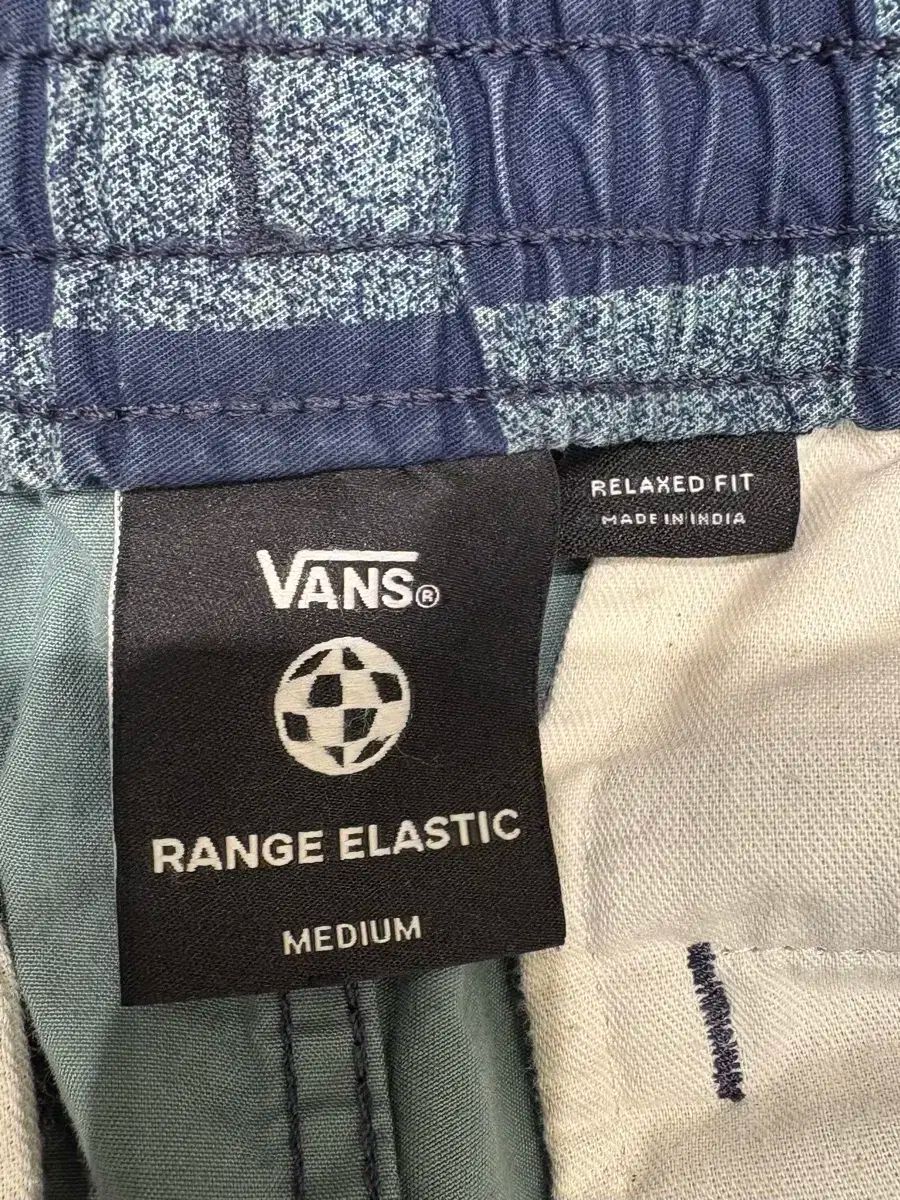 RELAXED FIT
MADE IN INDIA
VANS®
RANGE ELASTIC
MEDIUM